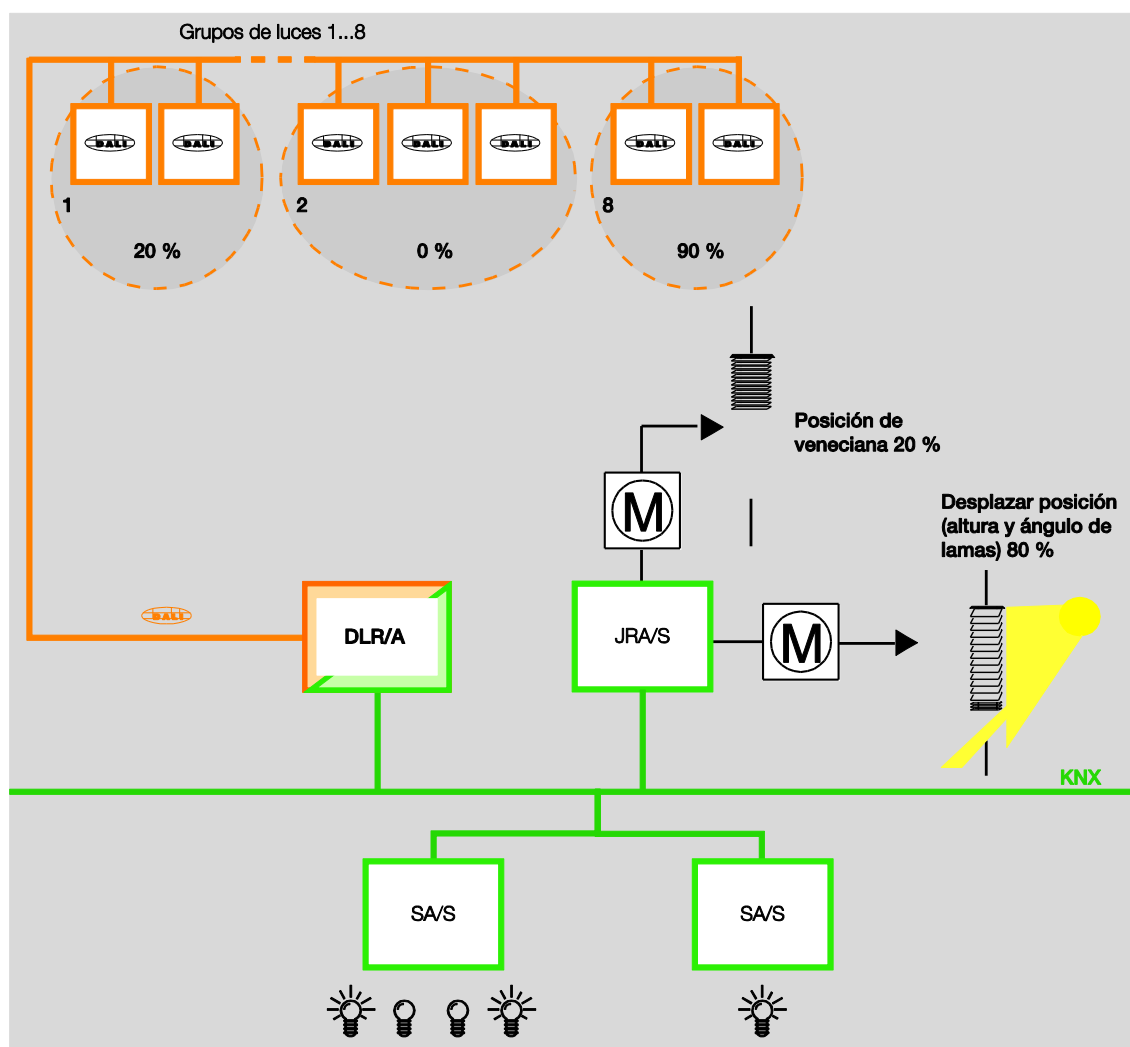 Grupos de luces 1...8
DALI DALI DALI DALI DALI DALI DALI
1 2 8
20 % 0 % 90 %
Posición de
veneciana 20 %
M
Desplazar posición
(altura y ángulo de
lamas) 80 %
DALI
DLR/A
JRA/S
M
KNX
SA/S
SA/S